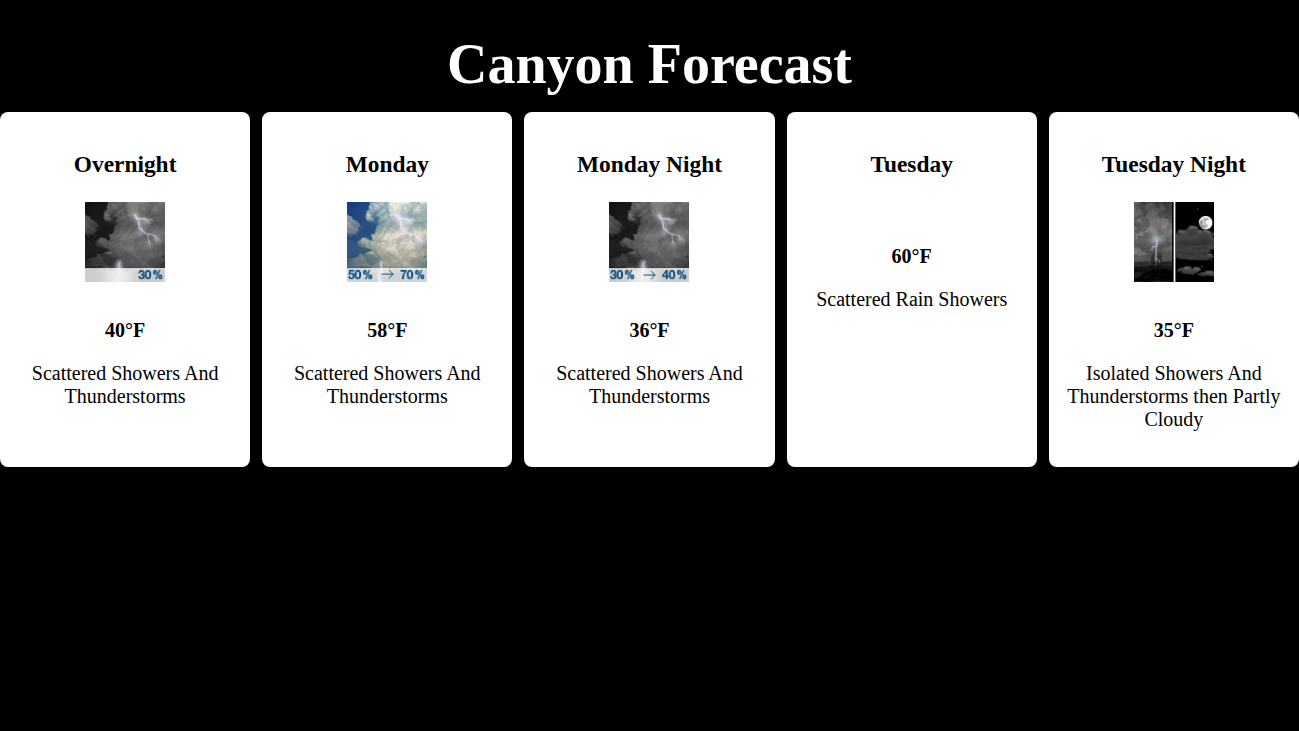 Canyon Forecast
Overnight
30%
40°F
Scattered Showers And
Thunderstorms
Monday
50% → 70%
58°F
Scattered Showers And
Thunderstorms
Monday Night
30% → 40%
36°F
Scattered Showers And
Thunderstorms
Tuesday
60°F
Scattered Rain Showers
Tuesday Night
35°F
Isolated Showers And
Thunderstorms then Partly
Cloudy